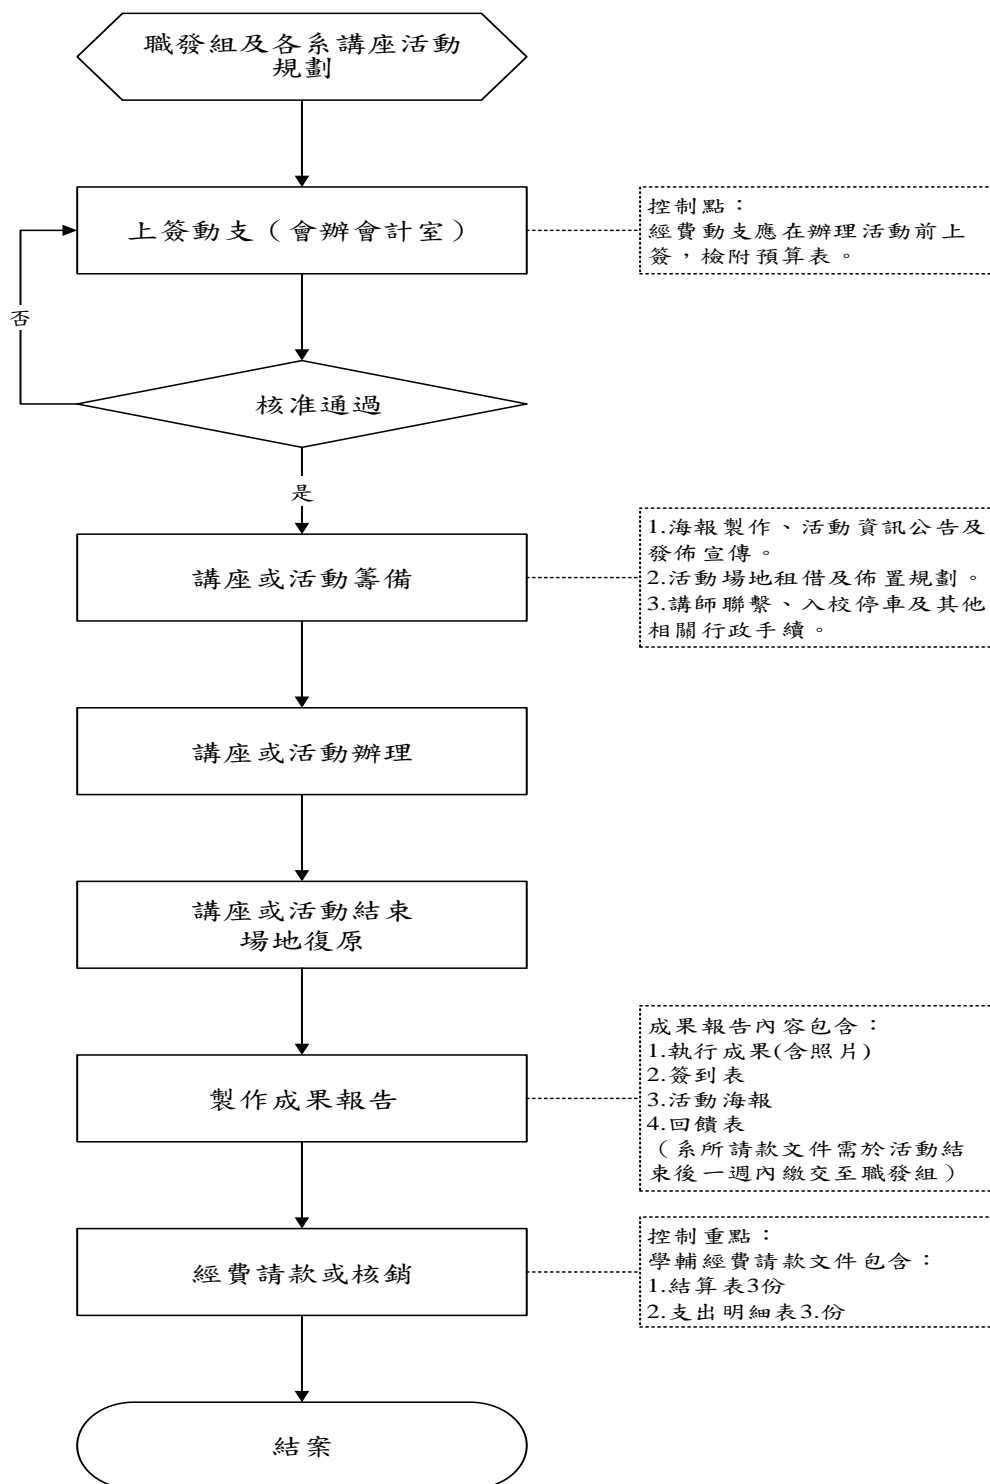 職發組及各系講座活動
規劃
上簽動支（會辦會計室）
控制點：
經費動支應在辦理活動前上
簽，檢附預算表。
否
核准通過
是
講座或活動籌備
1.海報製作、活動資訊公告及
發佈宣傳。
2.活動場地租借及佈置規劃。
3.講師聯繫、入校停車及其他
相關行政手續。
講座或活動辦理
講座或活動結束
場地復原
製作成果報告
成果報告內容包含：
1.執行成果(含照片)
2.簽到表
3.活動海報
4.回饋表
（系所請款文件需於活動結
束後一週內繳交至職發組）
經費請款或核銷
控制重點：
學輔經費請款文件包含：
1.結算表3份
2.支出明細表3.份
結案